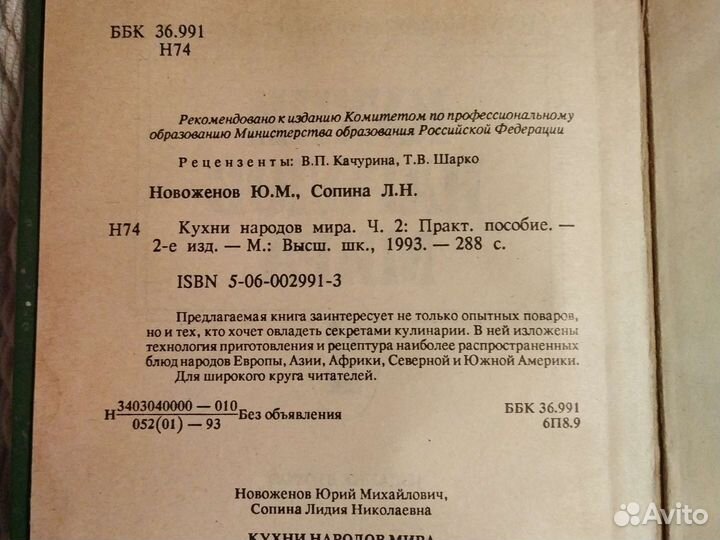 ББК 36.991
Н74
Рекомендовано к изданию Комитетом по профессиональному
образованию Министерства образования Российской Федерации
Рецензенты: В.П. Качурина, Т.В. Шарко
Новоженов Ю.М., Сопина Л.Н.
Н74 Кухни народов мира. Ч. 2: Практ. пособие. —
2-е изд. — М.: Высш. шк., 1993. — 288 с.
ISBN 5-06-002991-3
Предлагаемая книга заинтересует не только опытных поваров,
но и тех, кто хочет овладеть секретами кулинарии. В ней изложены
технология приготовления и рецептура наиболее распространенных
блюд народов Европы, Азии, Африки, Северной и Южной Америки.
Для широкого круга читателей.
Н 3403040000 — 010 Без объявления
052(01) — 93
ББК 36.991
6П8.9
Новоженов Юрий Михайлович,
Сопина Лидия Николаевна
КУХНИ НАРОДОВ МИРА
Avito